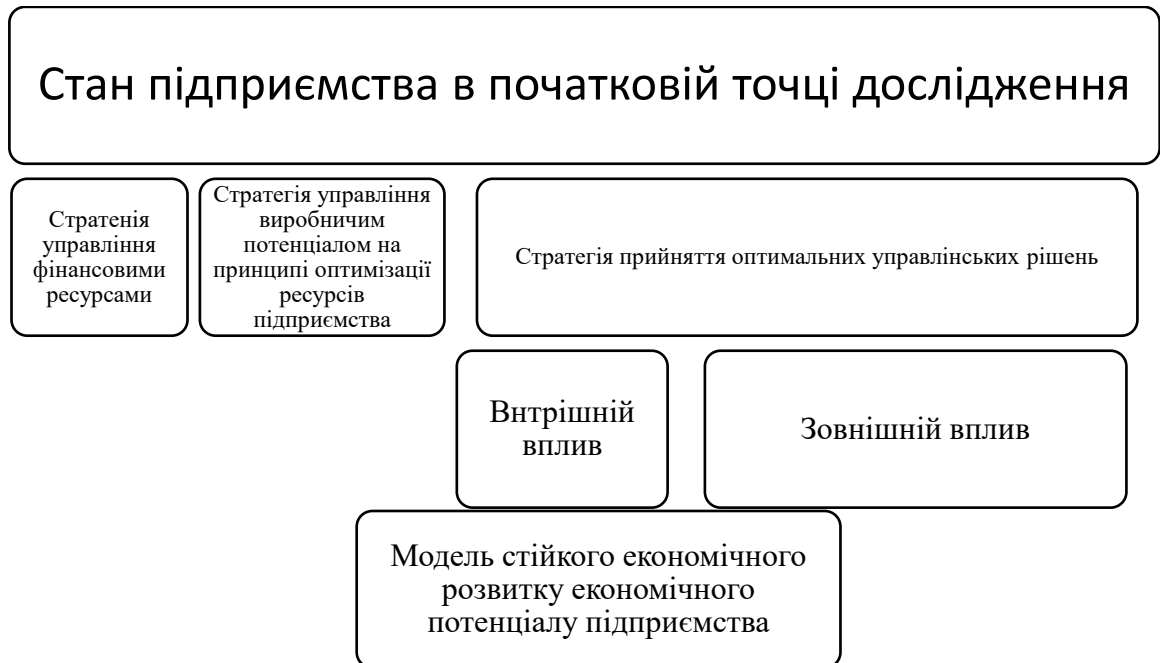 Стан підприємства в початковій точці дослідження
Стратенія
управління
фінансовими
ресурсами
Стратегія управління
виробничим
потенціалом на
принципі оптимізації
ресурсів
підприємства
Стратегія прийняття оптимальних управлінських рішень
Внтрішній
вплив
Зовнішній вплив
Модель стійкого економічного
розвитку економічного
потенціалу підприємства